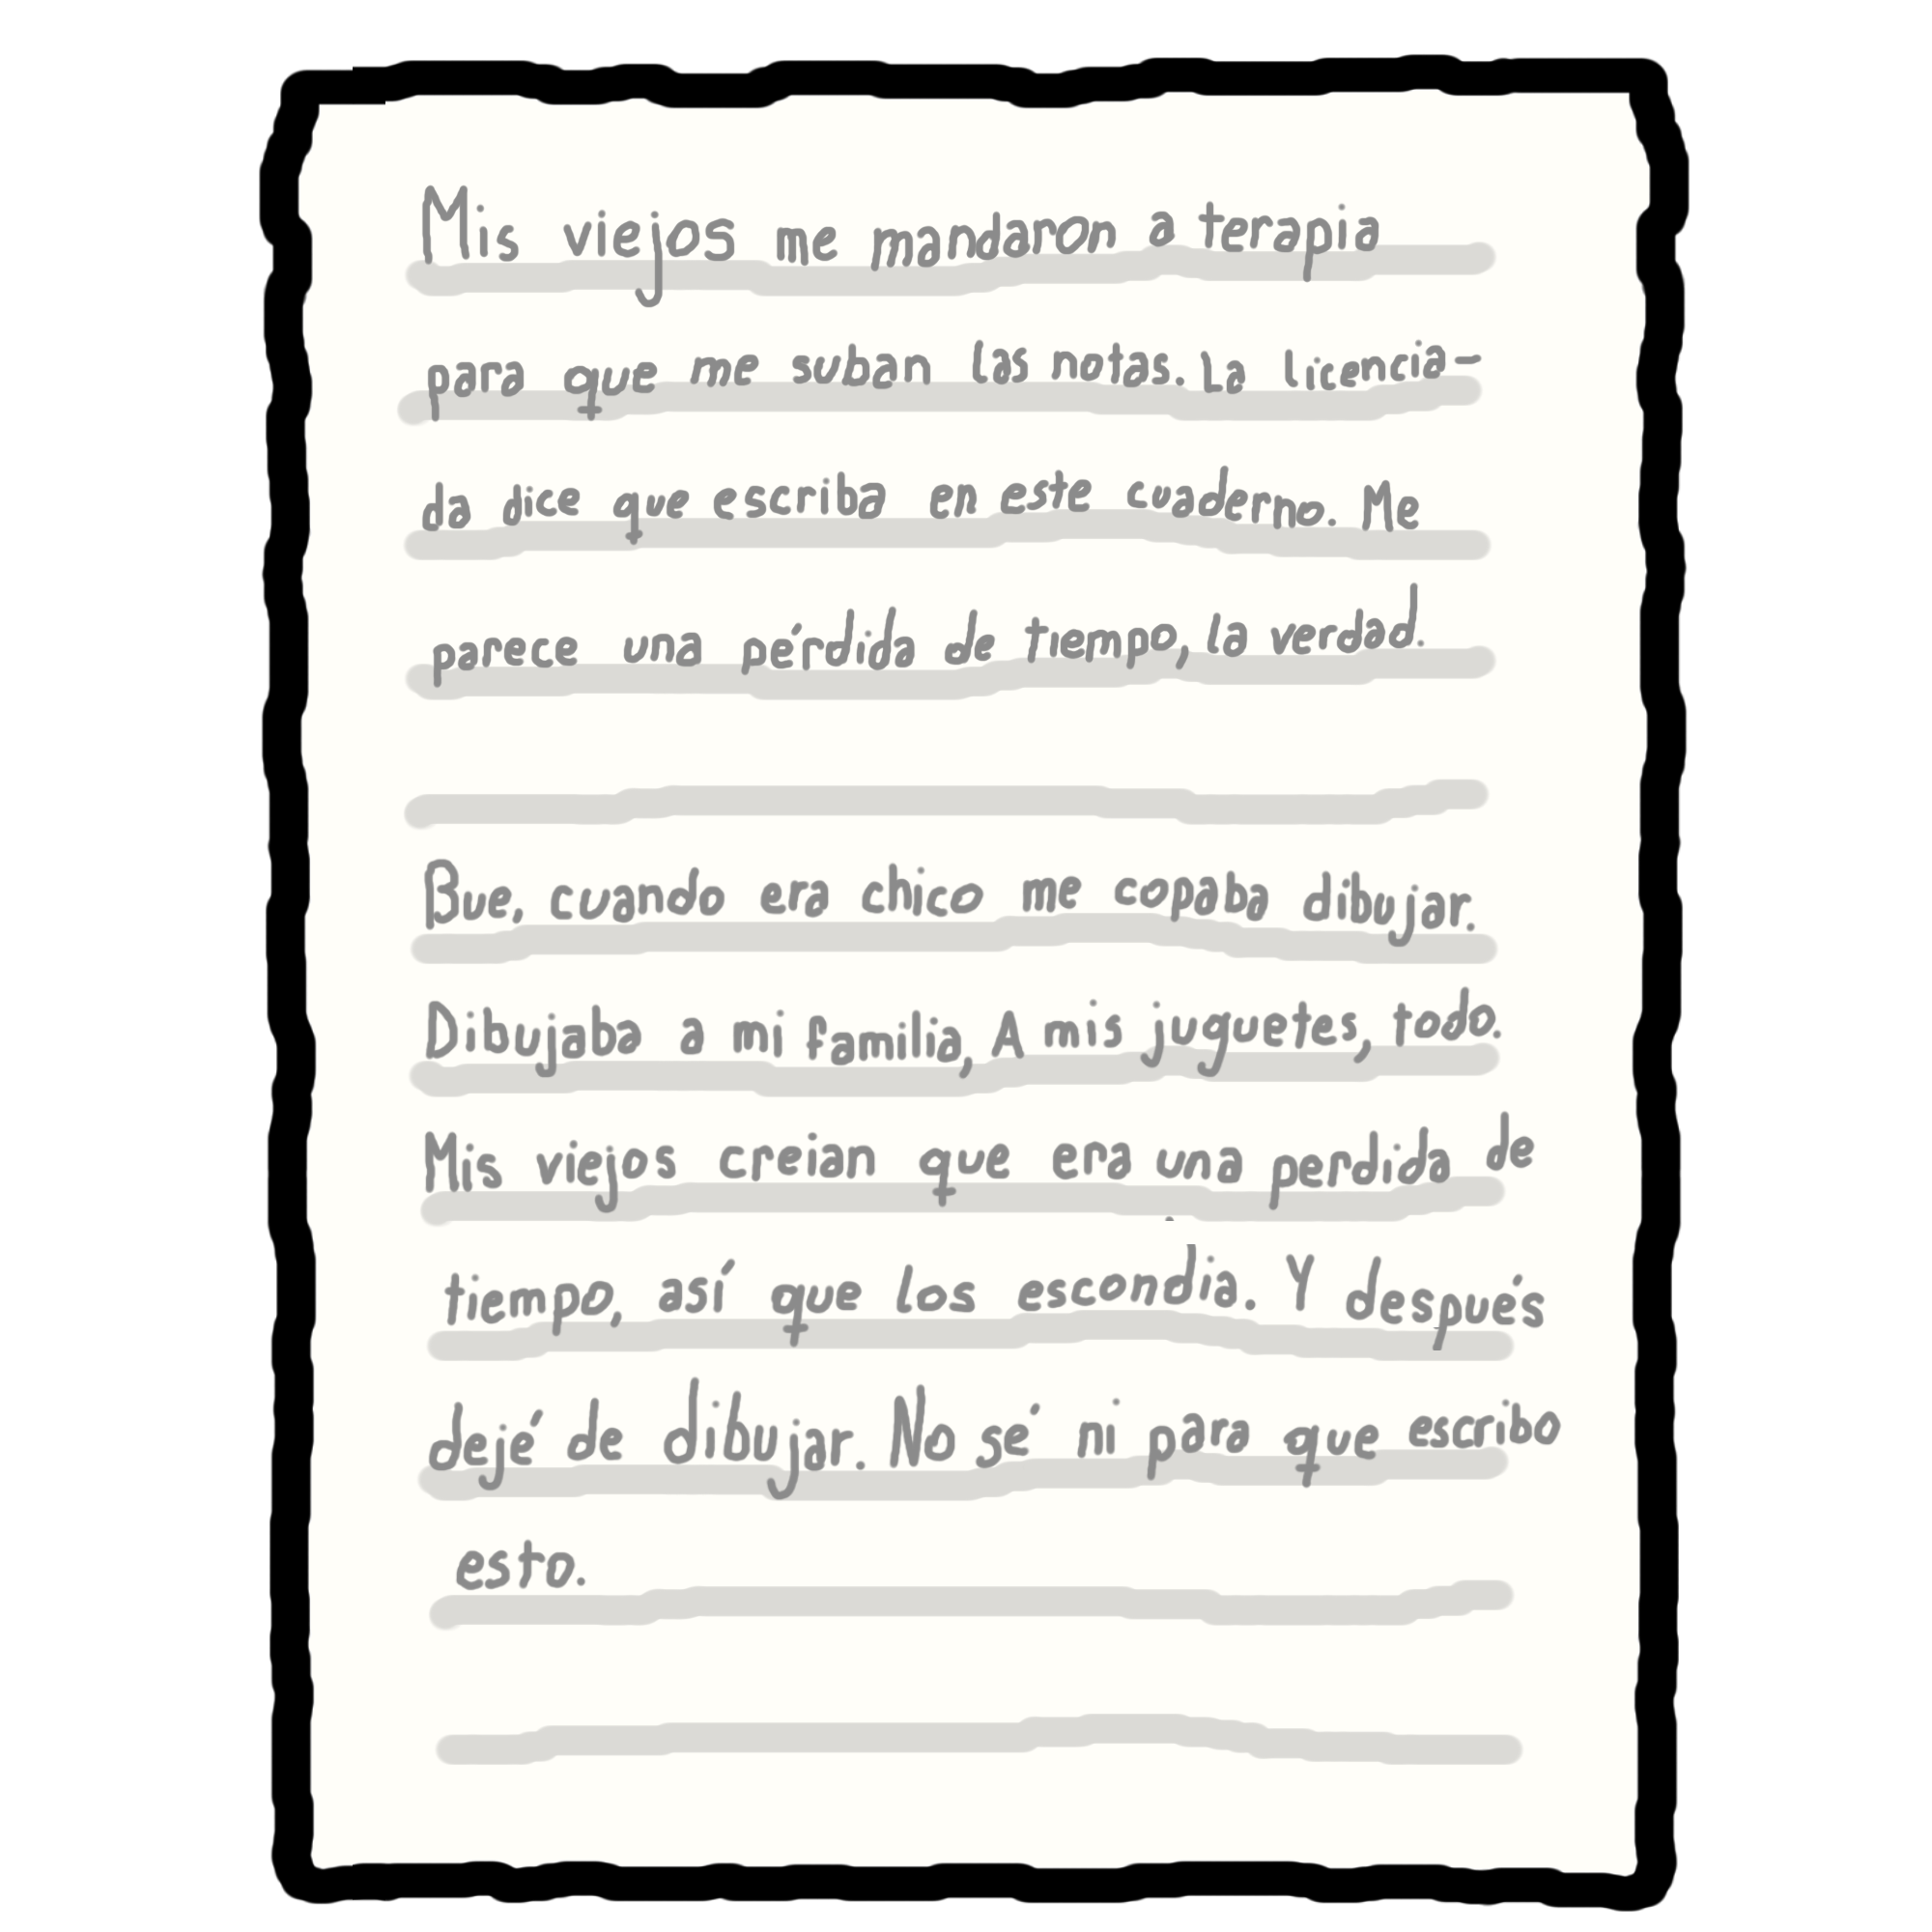 Mis viejos me mandaron a terapia
para que me suban las notas. La licencia-
da dice que escriba en este cuaderno. Me
parece una pérdida de tiempo, la verdad.
Bue, cuando era chico me copaba dibujar.
Dibujaba a mi familia, A mis juguetes, todo.
Mis viejos creian que era una perdida de
tiempo, así que los escondia. Y después
dejé de dibujar. No sé ni para que escribo
esto.